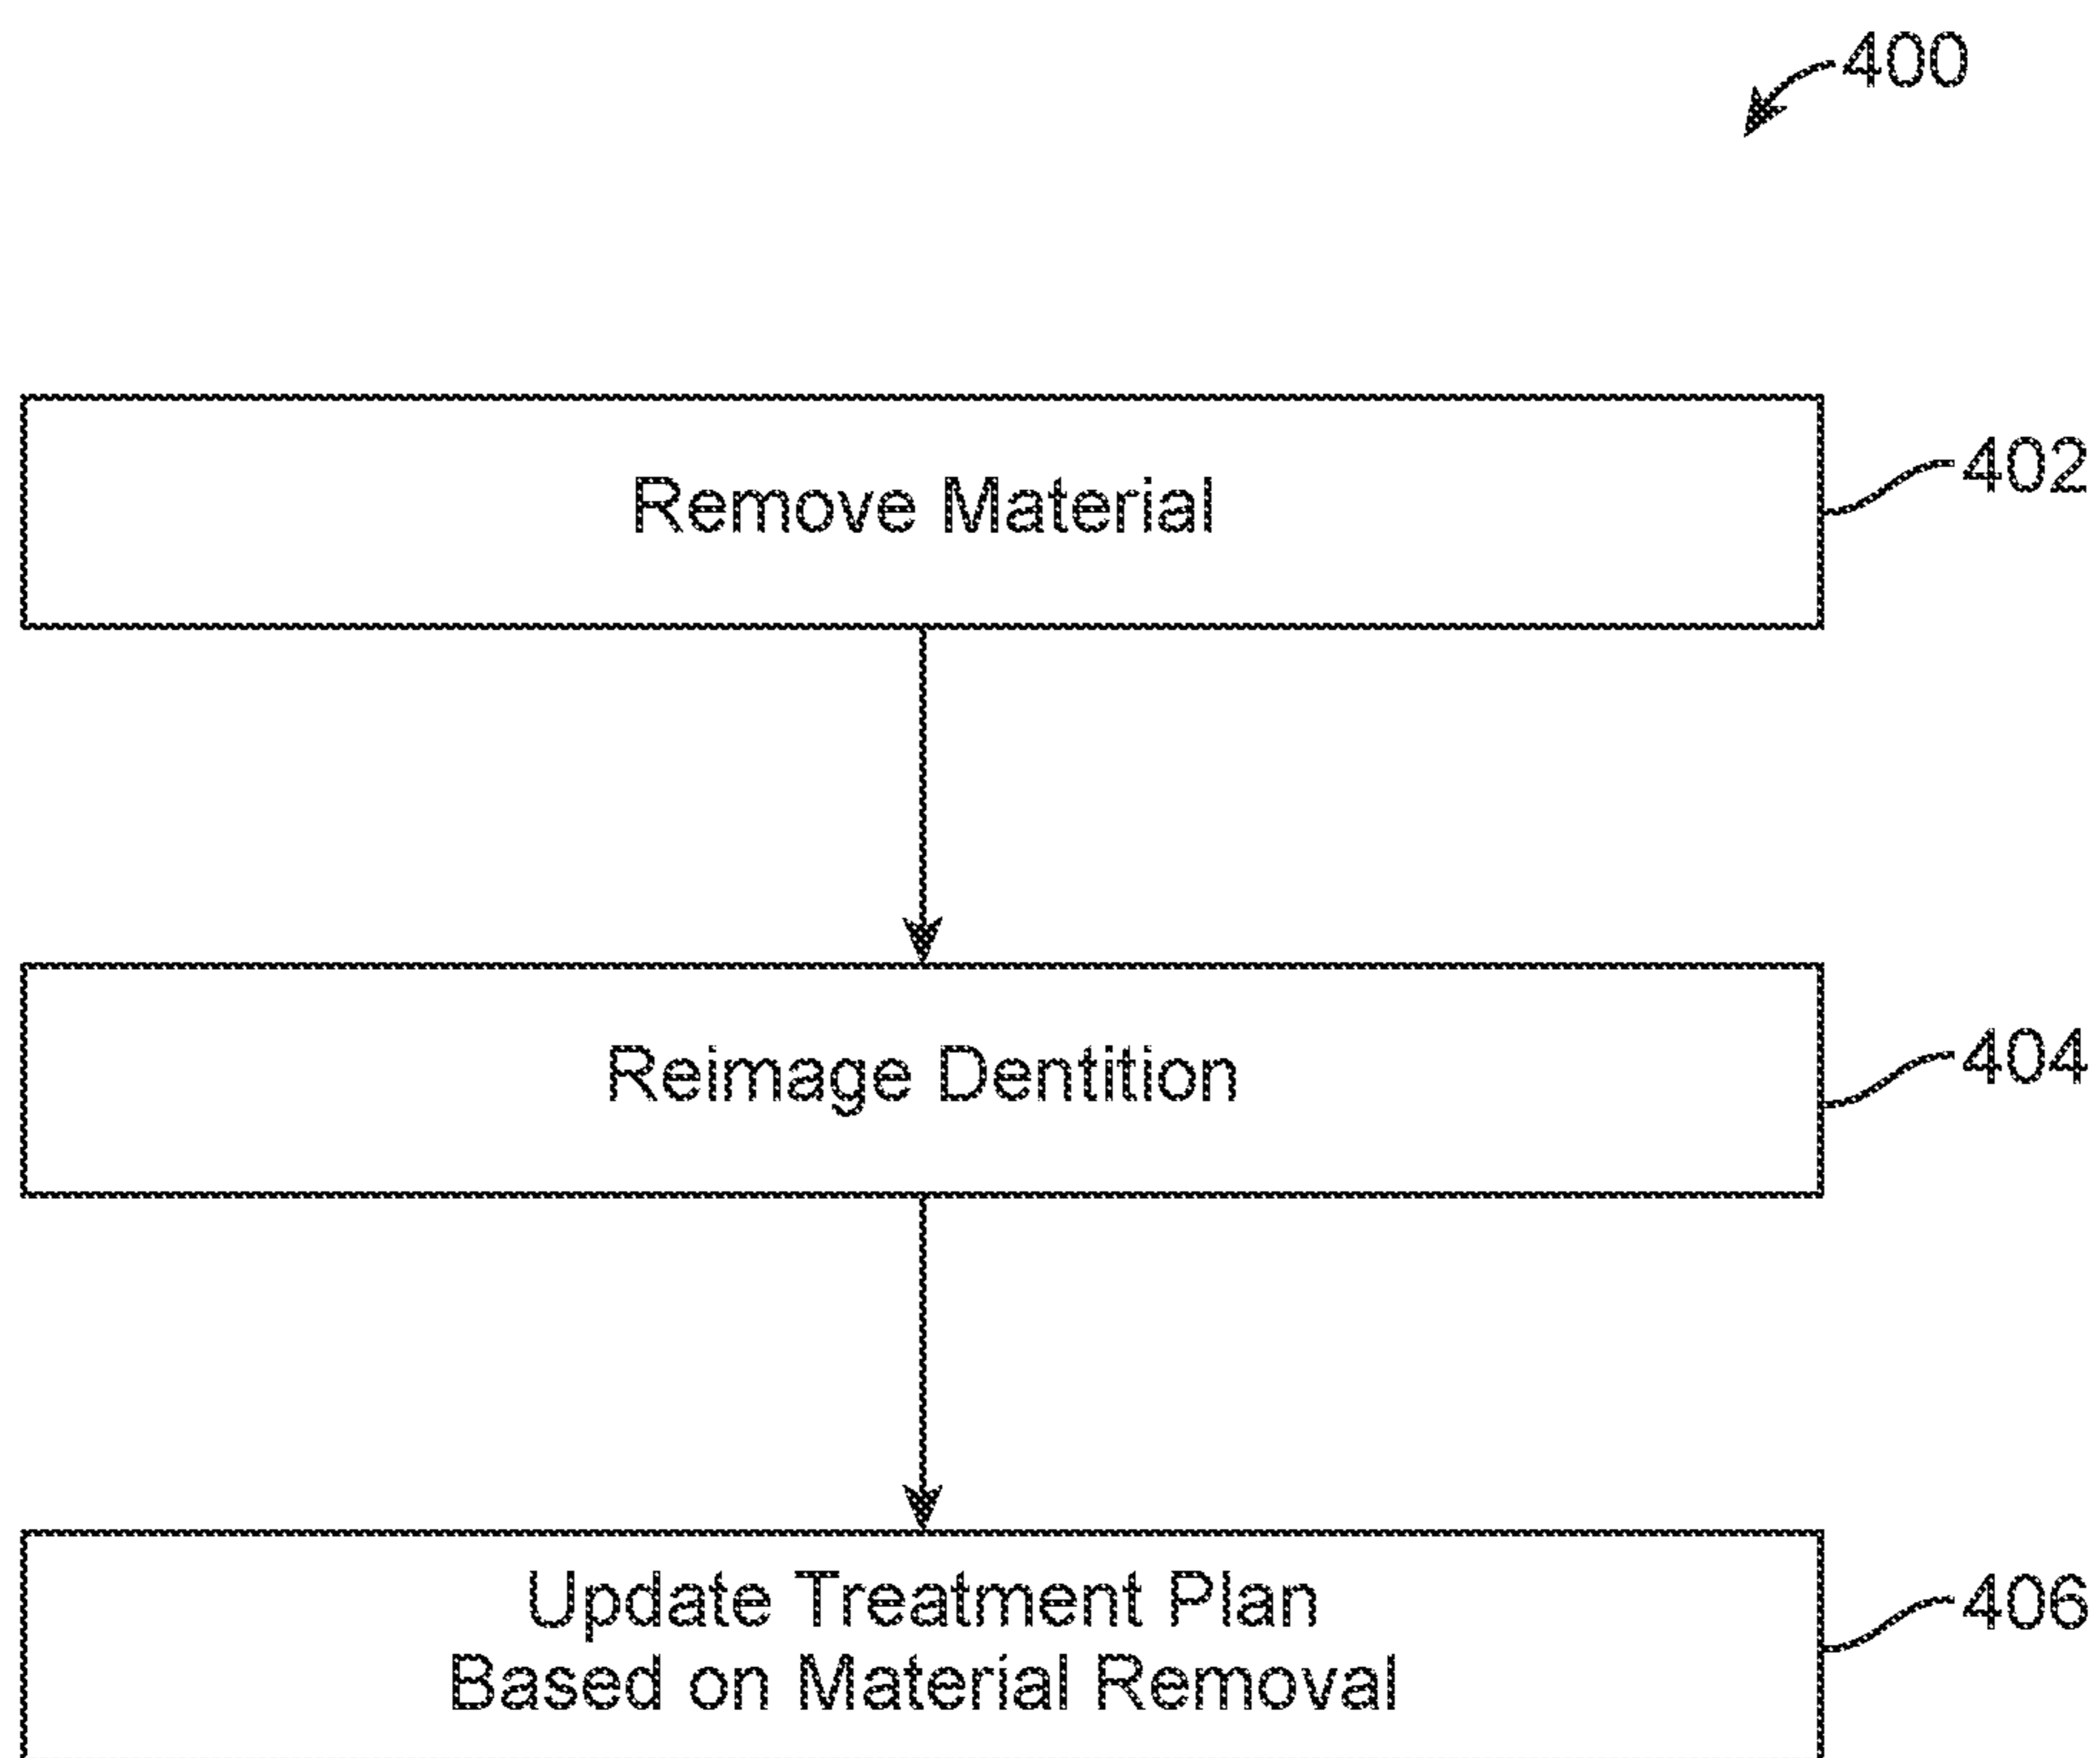 400
Remove Material
402
Reimage Dentition
404
Update Treatment Plan
Based on Material Removal
406